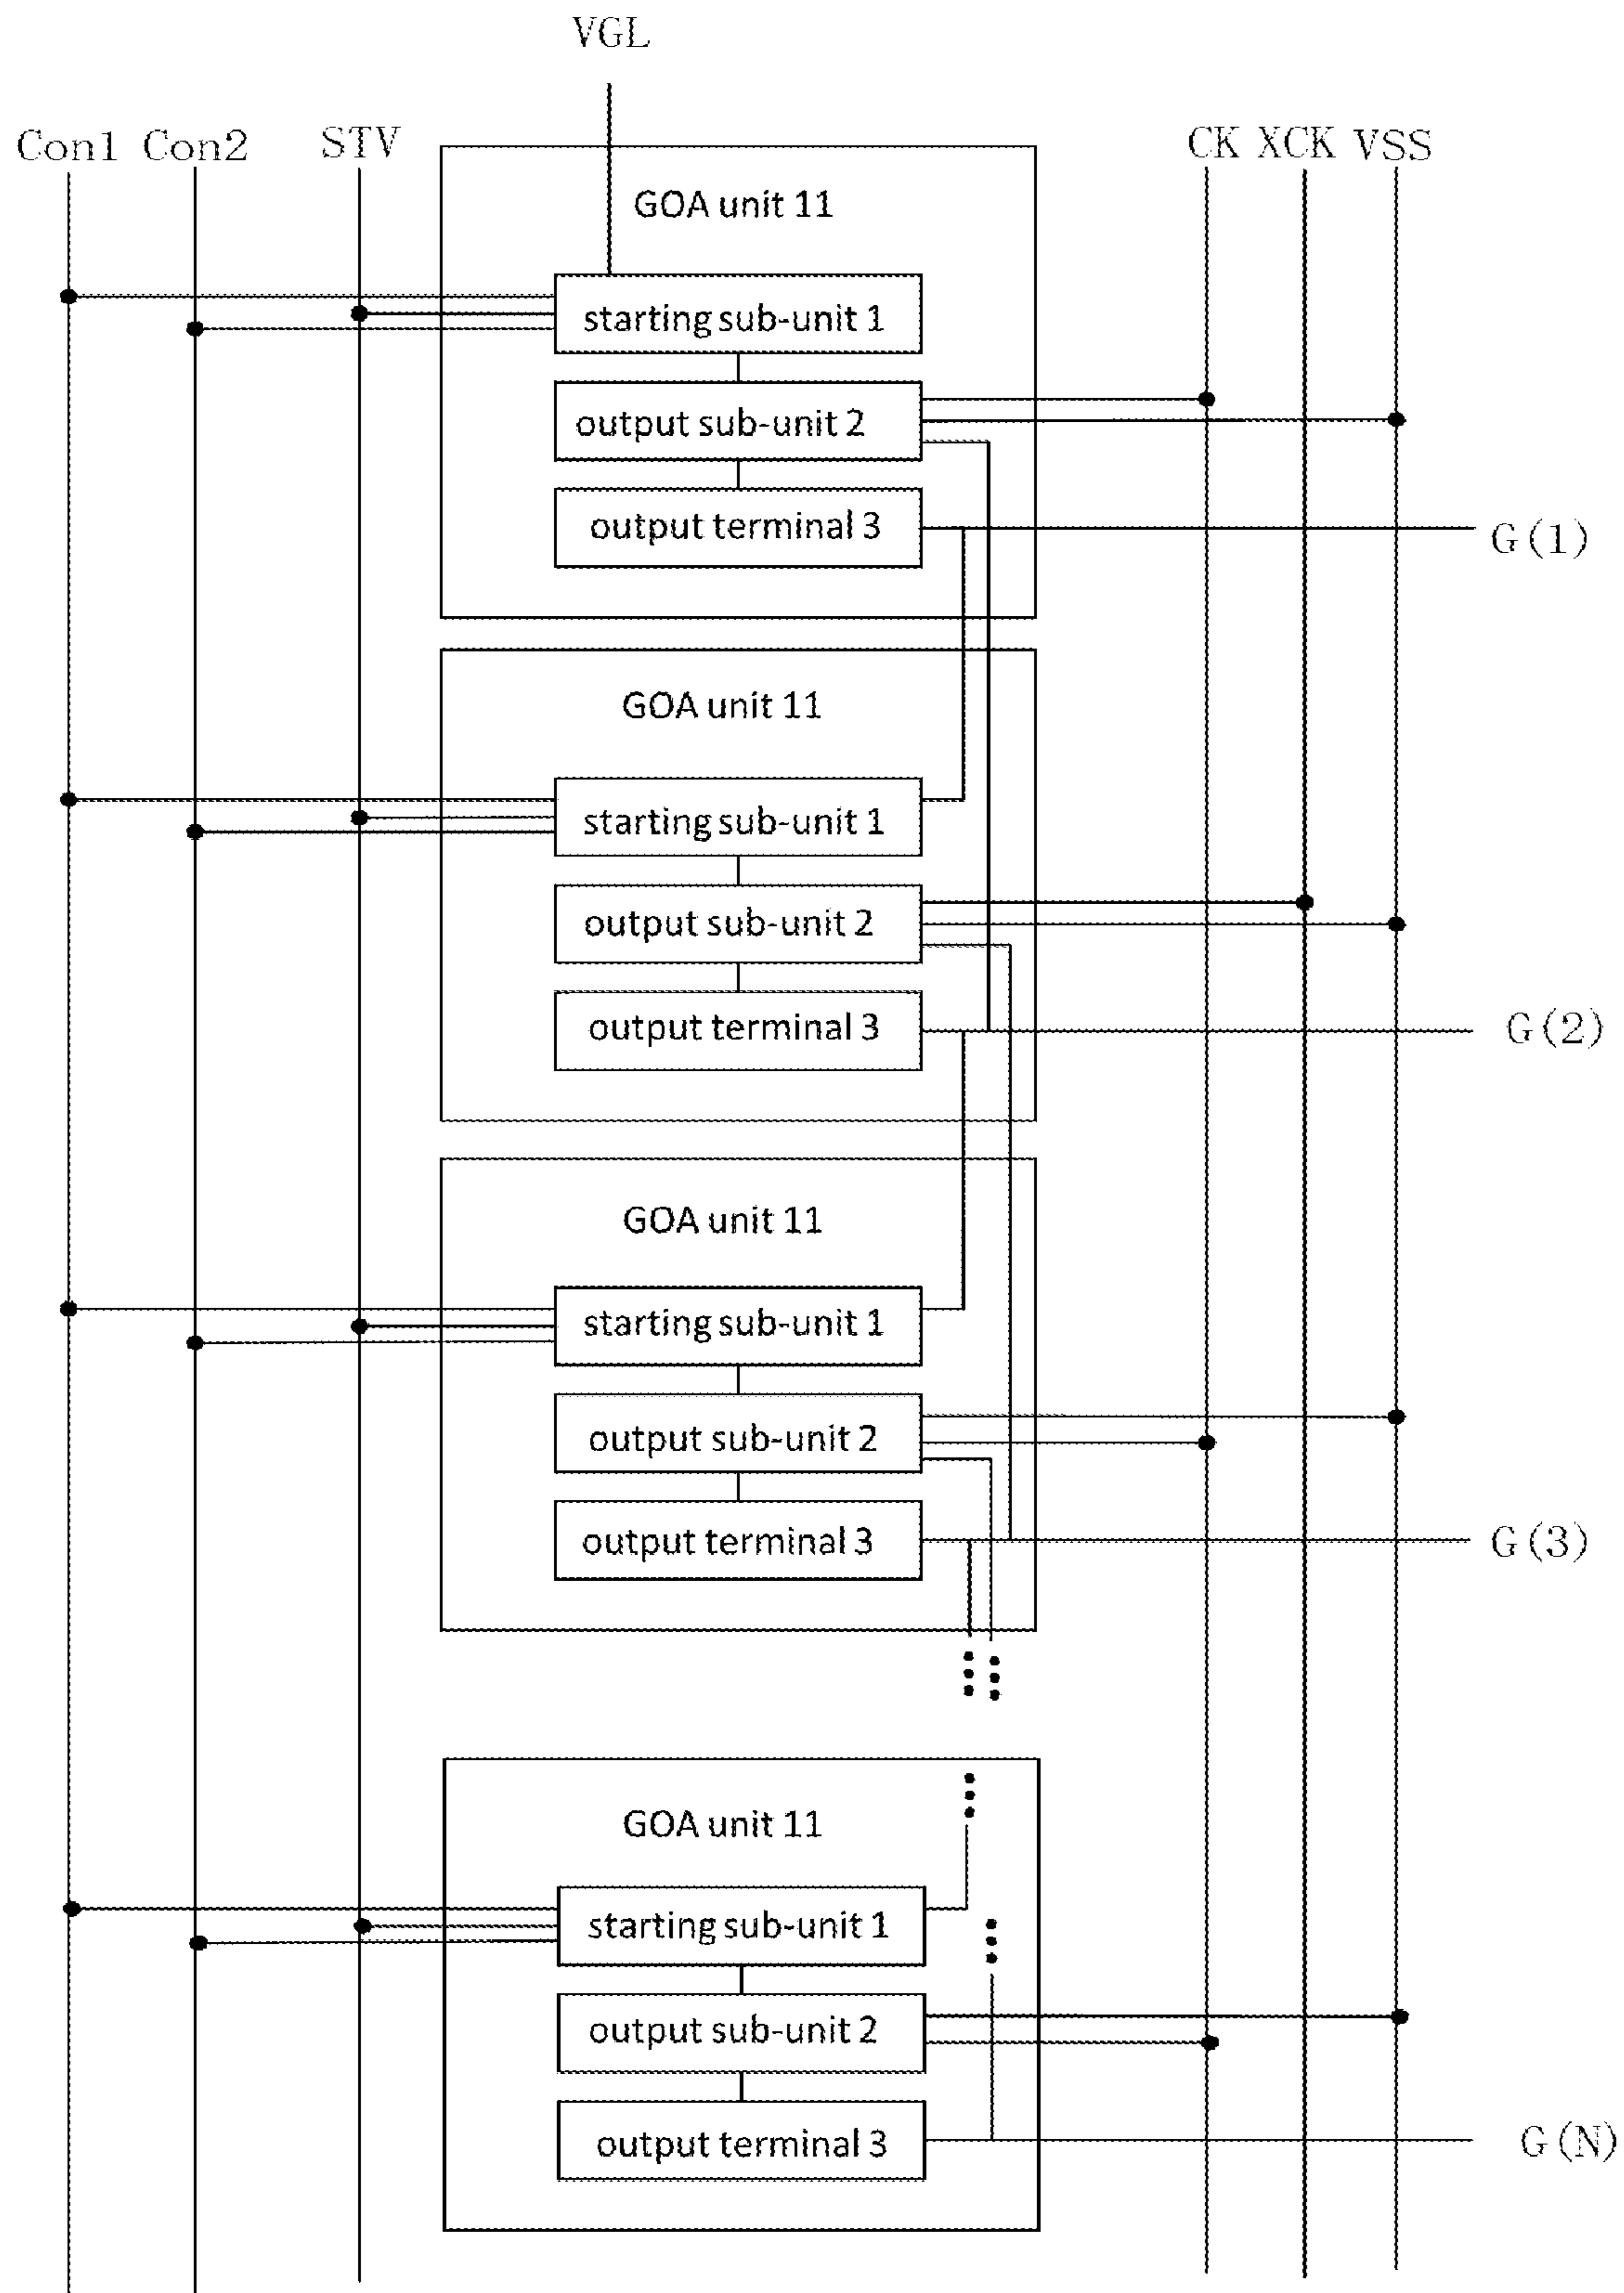 VGL
Con1 Con2 STV CK XCK VSS
GOA unit 11
starting sub-unit 1
output sub-unit 2
output terminal 3
G(1)
GOA unit 11
starting sub-unit 1
output sub-unit 2
output terminal 3
G(2)
GOA unit 11
starting sub-unit 1
output sub-unit 2
output terminal 3
G(3)
GOA unit 11
starting sub-unit 1
output sub-unit 2
output terminal 3
G(N)